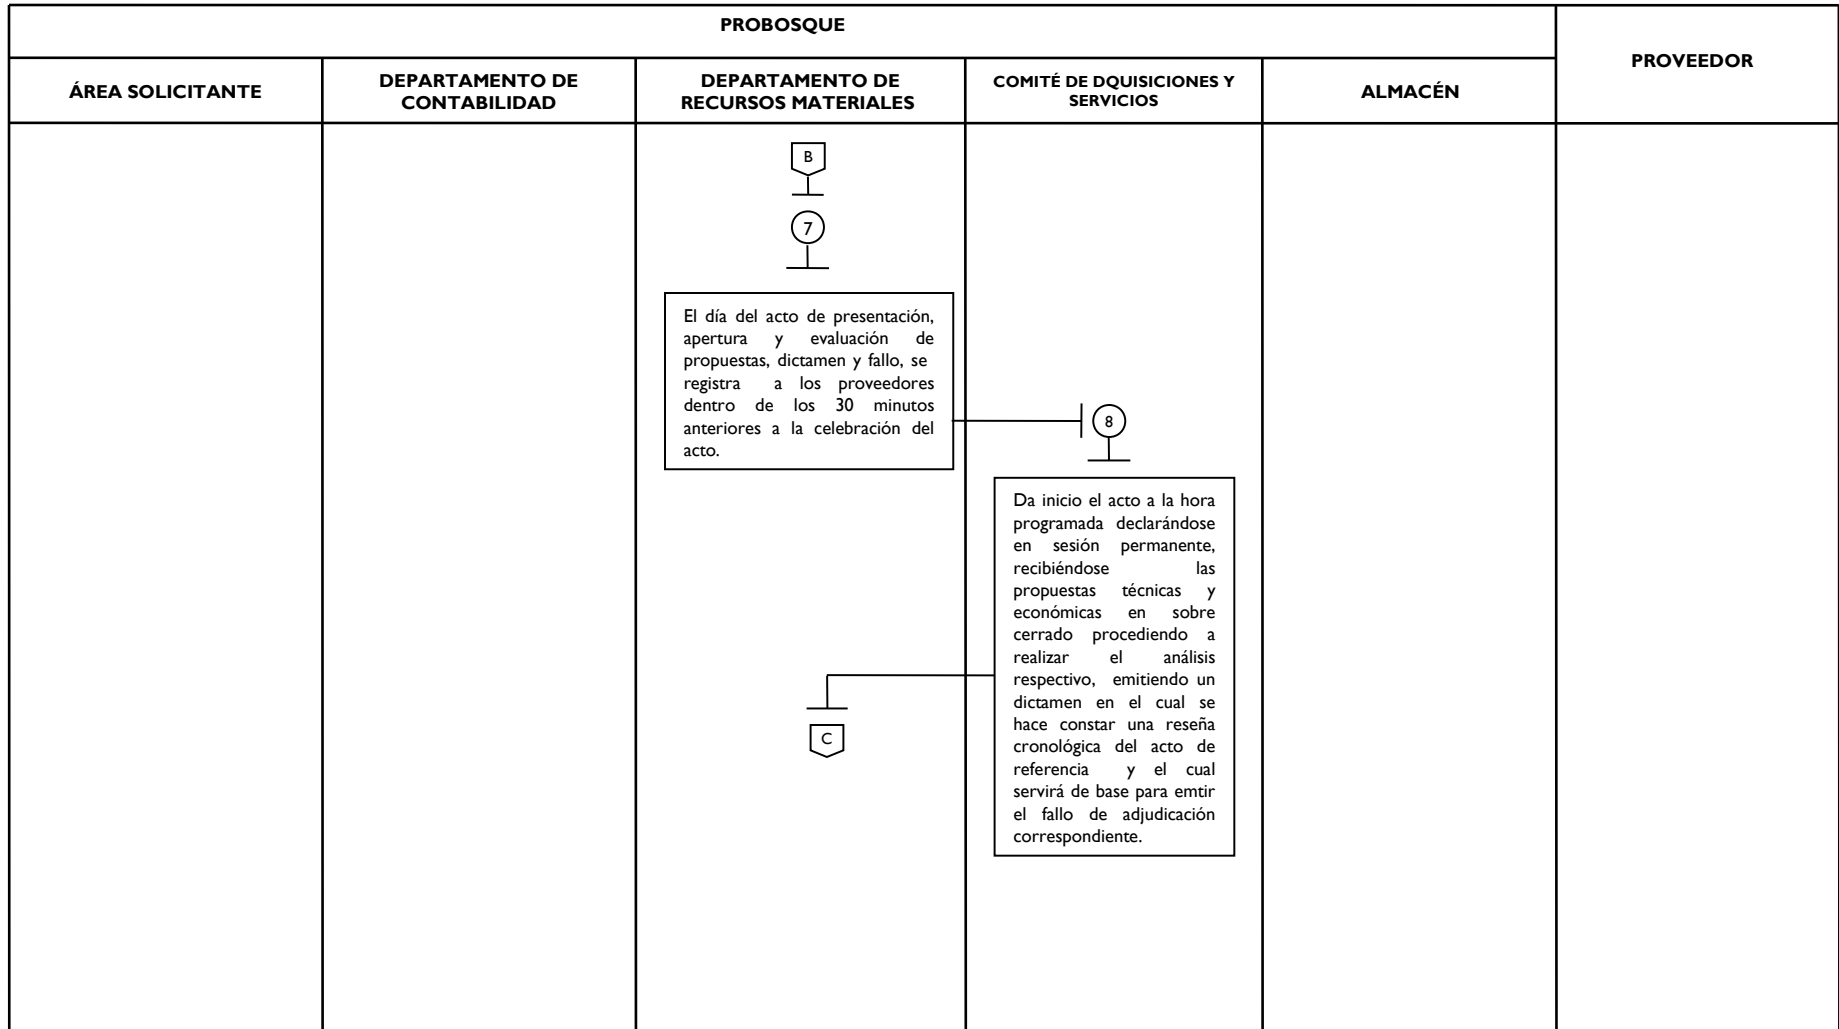 PROBOSQUE
PROVEEDOR
ÁREA SOLICITANTE
DEPARTAMENTO DE
CONTABILIDAD
DEPARTAMENTO DE
RECURSOS MATERIALES
COMITÉ DE DQUISICIONES Y
SERVICIOS
ALMACÉN
B
7
El día del acto de presentación,
apertura y evaluación de
propuestas, dictamen y fallo, se
registra a los proveedores
dentro de los 30 minutos
anteriores a la celebración del
acto.
8
Da inicio el acto a la hora
programada declarándose
en sesión permanente,
recibiéndose las
propuestas técnicas y
económicas en sobre
cerrado procediendo a
realizar el análisis
respectivo, emitiendo un
dictamen en el cual se
hace constar una reseña
cronológica del acto de
referencia y el cual
servirá de base para emtir
el fallo de adjudicación
correspondiente.
C